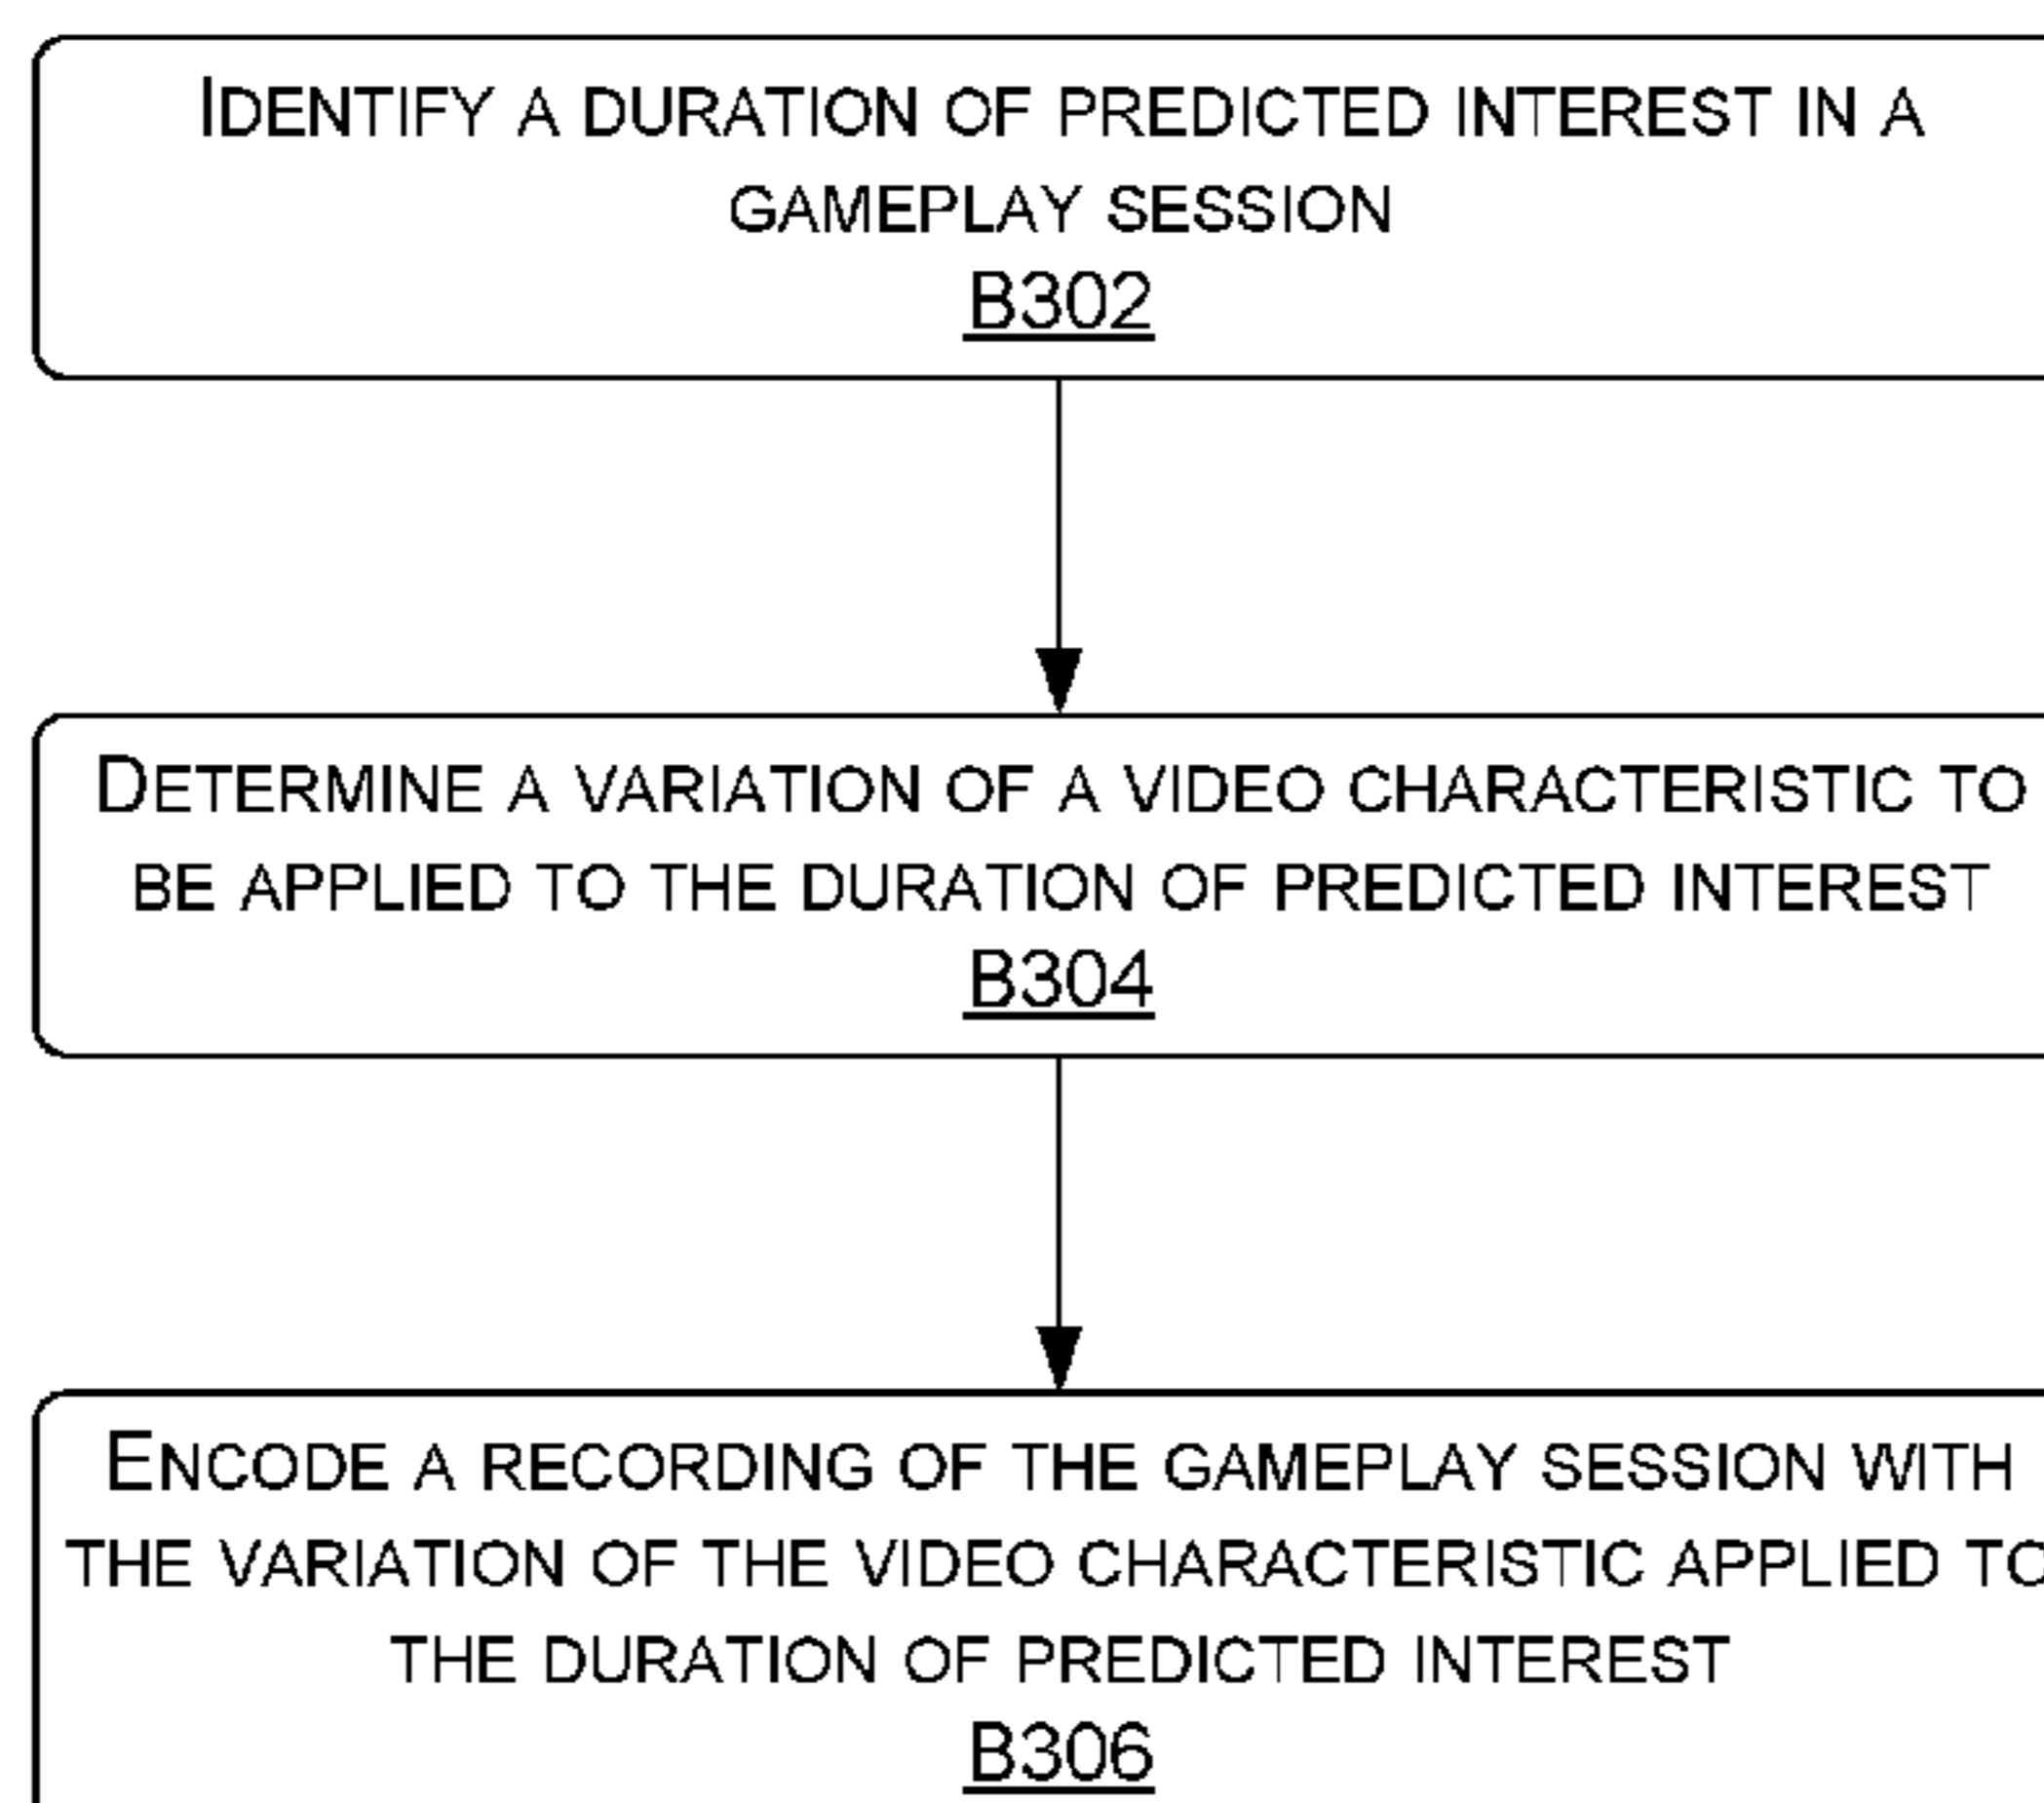 IDENTIFY A DURATION OF PREDICTED INTEREST IN A
GAMEPLAY SESSION
B302
DETERMINE A VARIATION OF A VIDEO CHARACTERISTIC TO
BE APPLIED TO THE DURATION OF PREDICTED INTEREST
B304
ENCODE A RECORDING OF THE GAMEPLAY SESSION WITH
THE VARIATION OF THE VIDEO CHARACTERISTIC APPLIED TO
THE DURATION OF PREDICTED INTEREST
B306